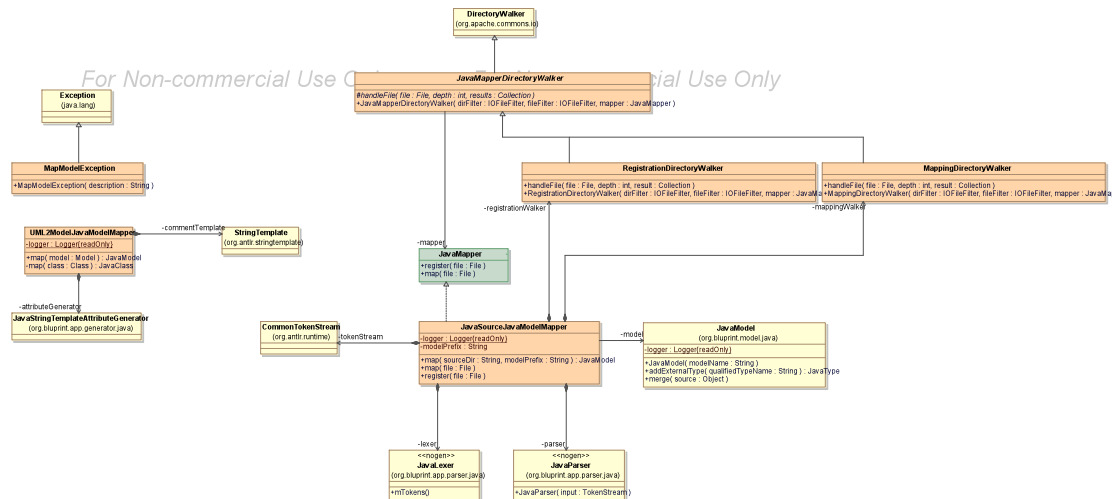 DirectoryWalker
(org.apache.commons.io)
For Non-commercial Use Only
JavaMapperDirectoryWalker
#handleFile( file : File, depth : int, results : Collection )
+JavaMapperDirectoryWalker( dirFilter : IOFileFilter, fileFilter : IOFileFilter, mapper : JavaMapper )
Exception
(java.lang)
MapModelException
+MapModelException( description : String )
RegistrationDirectoryWalker
+handleFile( file : File, depth : int, result : Collection )
+RegistrationDirectoryWalker( dirFilter : IOFileFilter, fileFilter : IOFileFilter, mapper : JavaMa
MappingDirectoryWalker
+handleFile( file : File, depth : int, result : Collection )
+MappingDirectoryWalker( dirFilter : IOFileFilter, fileFilter : IOFileFilter, mapper : JavaMa
-registrationWalker
-mappingWalker
UML2ModelJavaModelMapper
-logger : Logger{readOnly}
+map( model : Model ) : JavaModel
-map( class : Class ) : JavaClass
-commentTemplate
StringTemplate
(org.antlr.stringtemplate)
-mapper
JavaMapper
+register( file : File )
+map( file : File )
-attributeGenerator
JavaStringTemplateAttributeGenerator
(org.bluprint.app.generator.java)
CommonTokenStream
(org.antlr.runtime)
-tokenStream
JavaSourceJavaModelMapper
-logger : Logger{readOnly}
-modelPrefix : String
+map( sourceDir : String, modelPrefix : String ) : JavaModel
+map( file : File )
+register( file : File )
-model
JavaModel
(org.bluprint.model.java)
-logger : Logger{readOnly}
+JavaModel( modelName : String )
+addExternalType( qualifiedTypeName : String ) : JavaType
+merge( source : Object )
-lexer
<<nogen>>
JavaLexer
(org.bluprint.app.parser.java)
+mTokens()
-parser
<<nogen>>
JavaParser
(org.bluprint.app.parser.java)
+JavaParser( input : TokenStream )